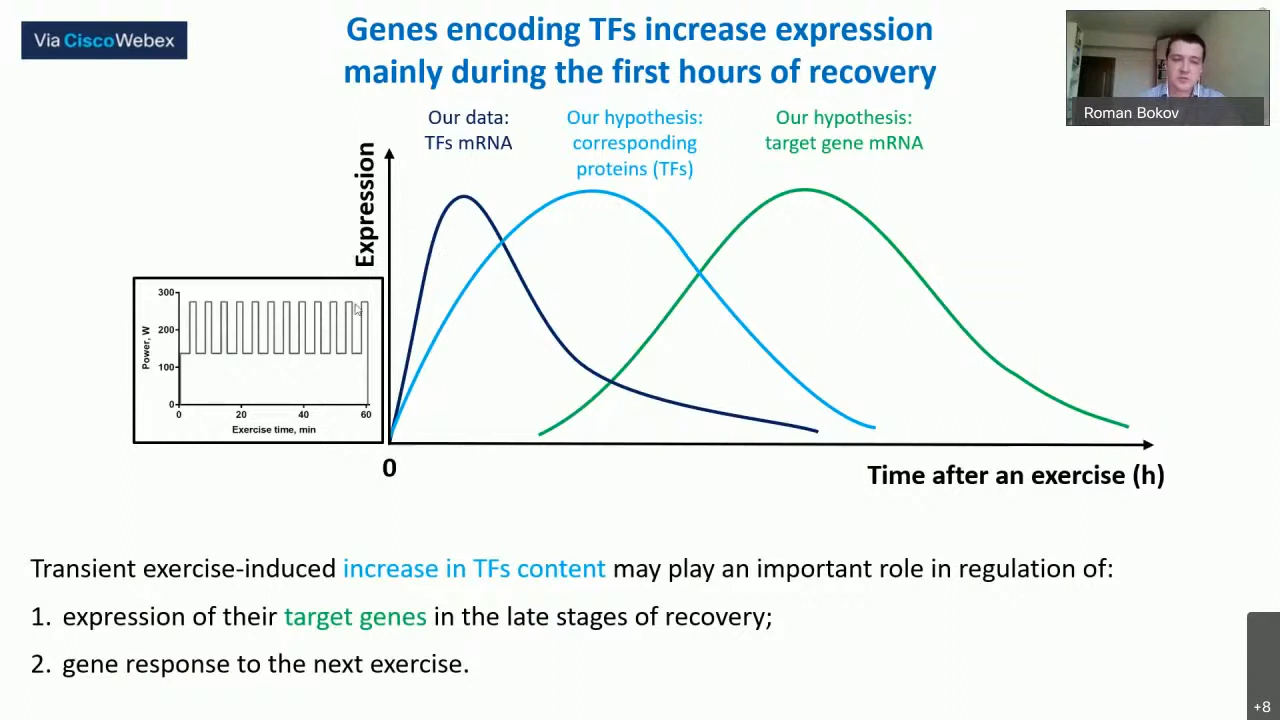 Via CiscoWebex
Genes encoding TFs increase expression
mainly during the first hours of recovery
Roman Bokov
Our data:
TFs mRNA
Our hypothesis:
corresponding
proteins (TFs)
Our hypothesis:
target gene mRNA
Expression
300
200
100
0
Power, W
0
20
40
60
Exercise time, min
0
Time after an exercise (h)
Transient exercise-induced increase in TFs content may play an important role in regulation of:
1. expression of their target genes in the late stages of recovery;
2. gene response to the next exercise.
+8